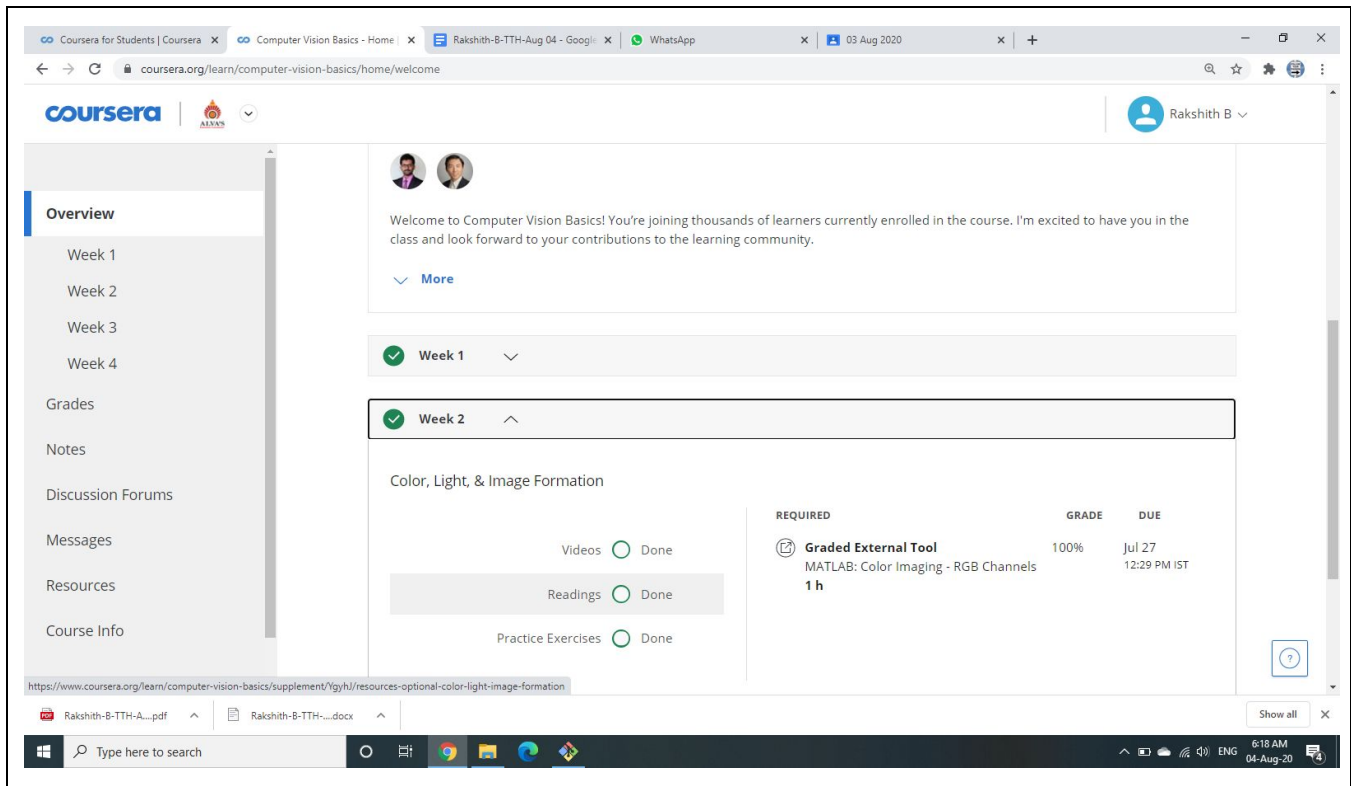 Coursera for Students | Coursera
Computer Vision Basics - Home |
Rakshith-B-TTH-Aug 04 - Google
WhatsApp
03 Aug 2020
coursera.org/learn/computer-vision-basics/home/welcome
coursera
ALVA'S
Rakshith B
Overview
Week 1
Week 2
Week 3
Week 4
Grades
Notes
Discussion Forums
Messages
Resources
Course Info
Welcome to Computer Vision Basics! You're joining thousands of learners currently enrolled in the course. I'm excited to have you in the
class and look forward to your contributions to the learning community.
More
Week 1
Week 2
Color, Light, & Image Formation
Videos Done
Readings Done
Practice Exercises Done
REQUIRED GRADE DUE
Graded External Tool 100% Jul 27
MATLAB: Color Imaging - RGB Channels 12:29 PM IST
1 h
?
https://www.coursera.org/learn/computer-vision-basics/supplement/YgyhJ/resources-optional-color-light-image-formation
PDF
Rakshith-B-TTH-A....pdf
Rakshith-B-TTH-....docx
Show all
Type here to search
ENG
6:18 AM
04-Aug-20
4